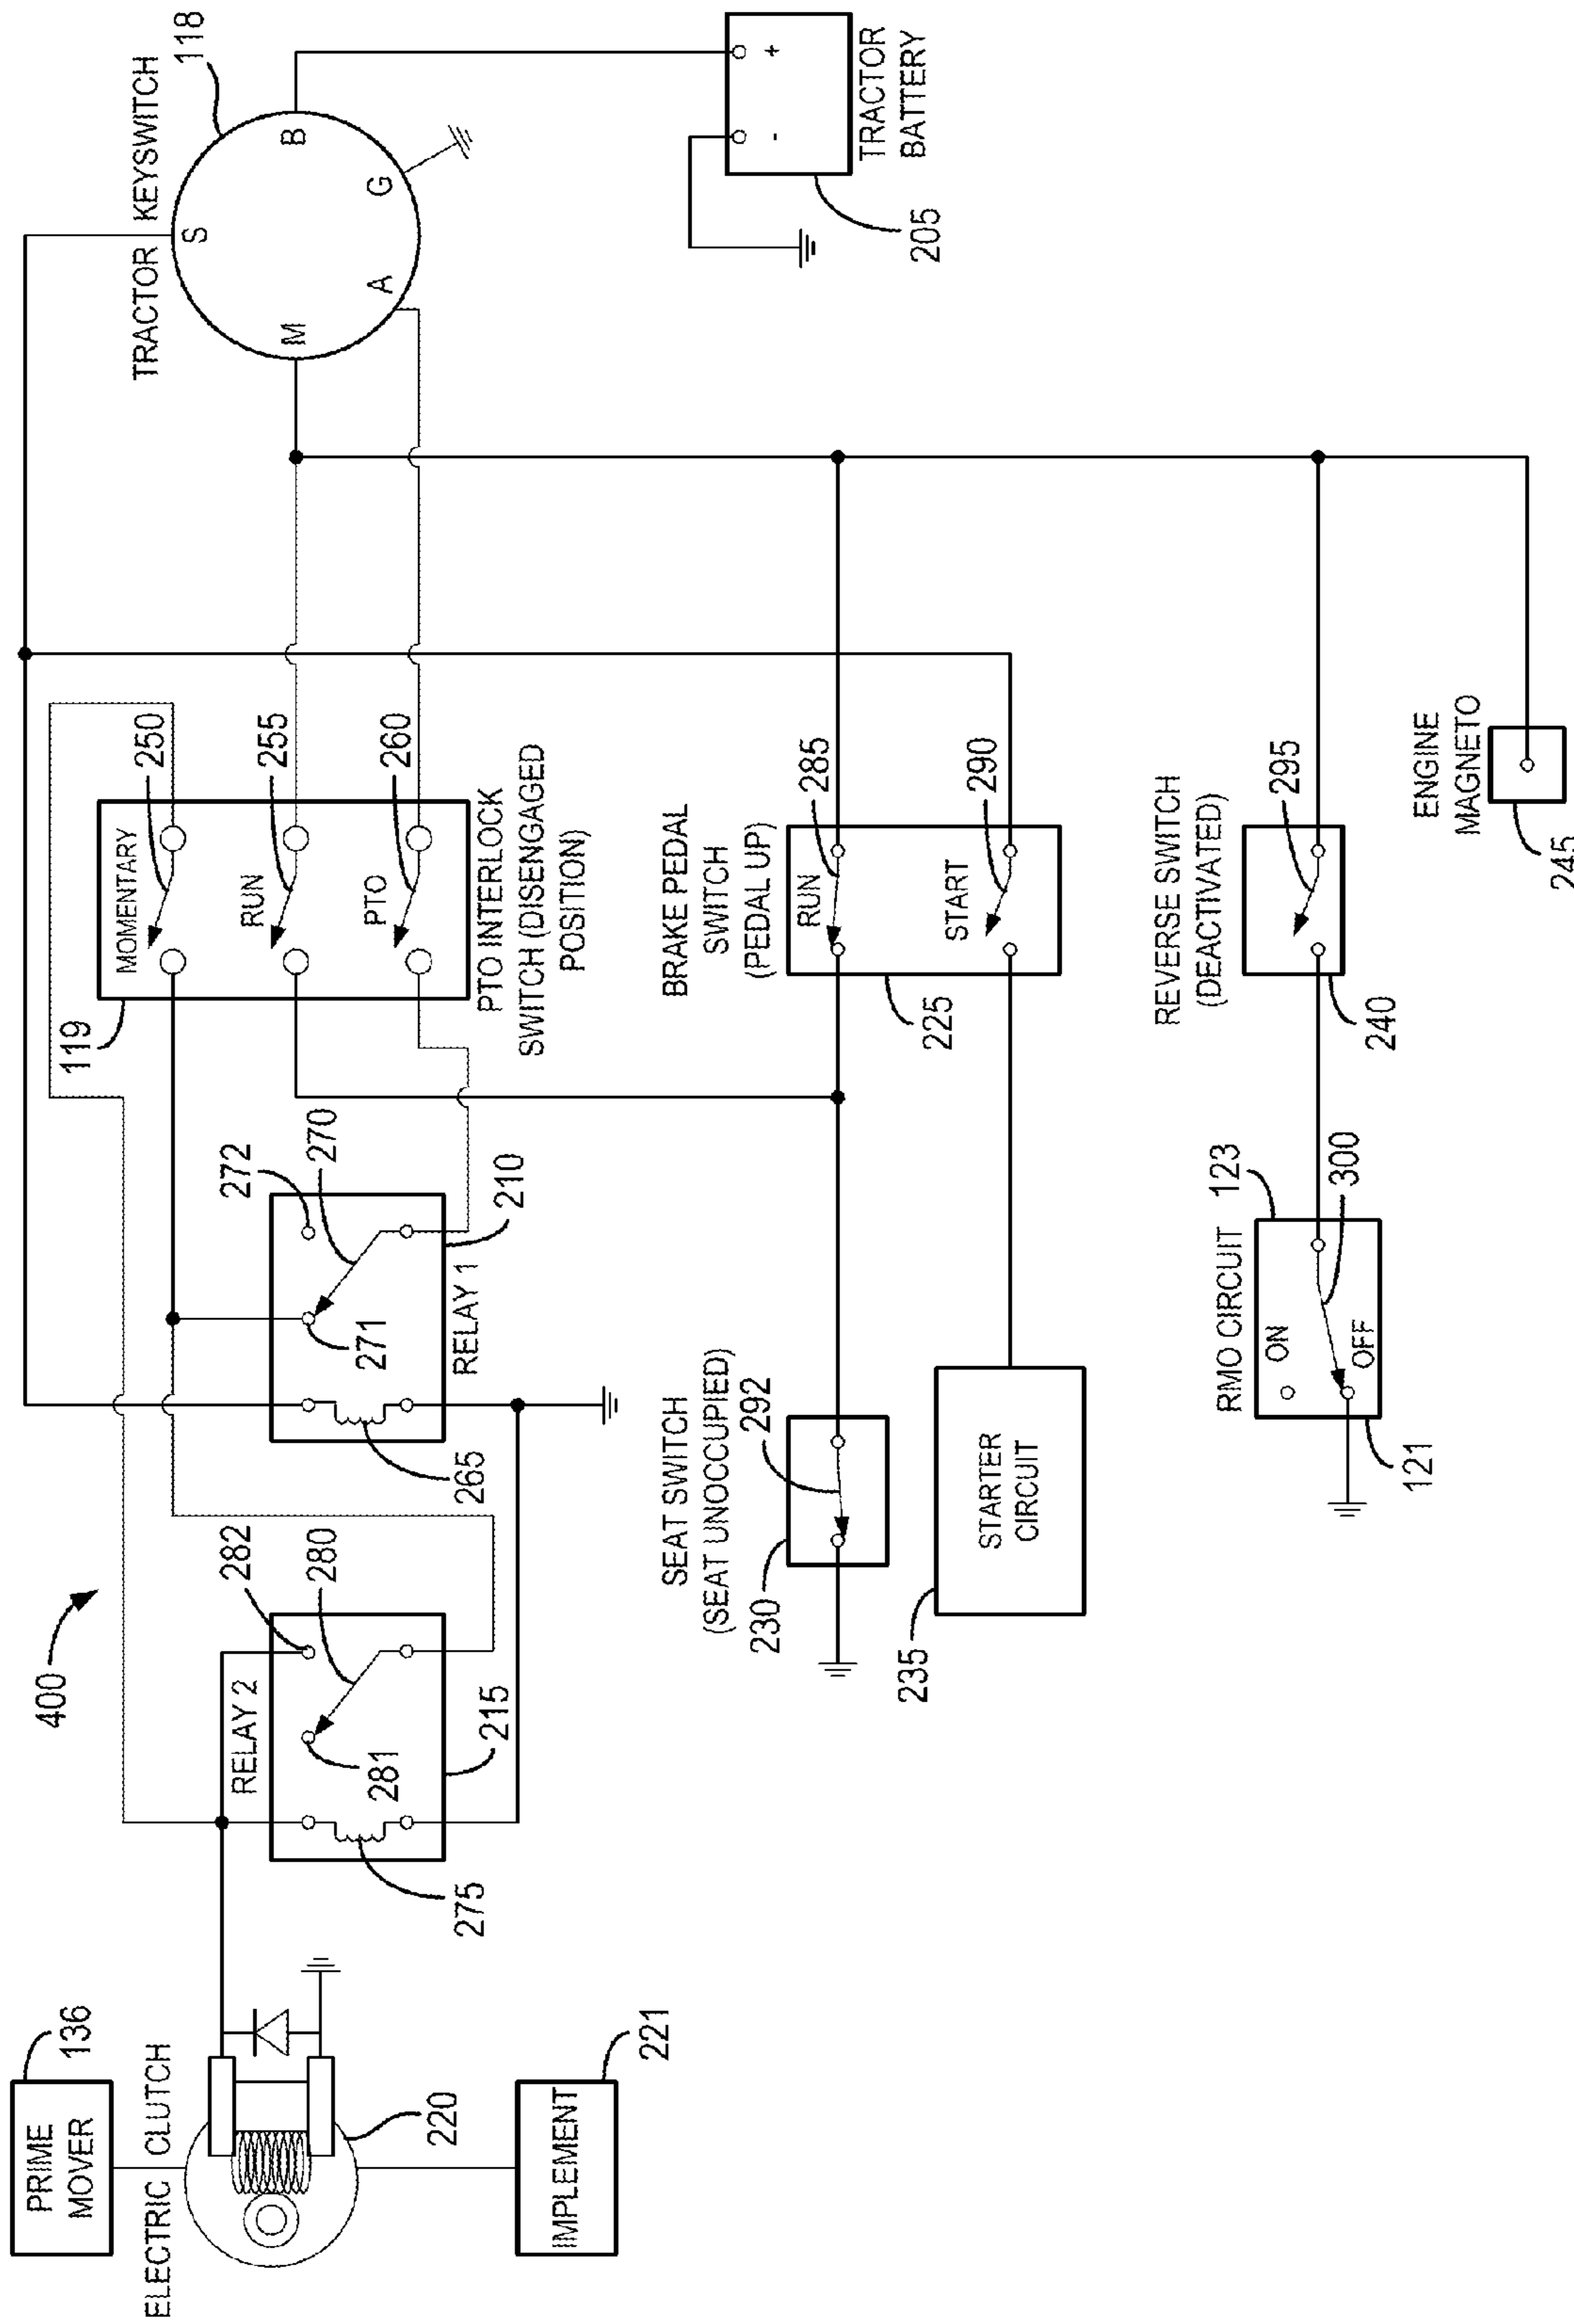 400
PRIME
MOVER
136
ELECTRIC CLUTCH
220
IMPLEMENT
221
RELAY 2
282
280
281
215
275
RELAY 1
272
270
271
210
265
119
MOMENTARY
RUN
PTO
250
255
260
PTO INTERLOCK
SWITCH (DISENGAGED
POSITION)
TRACTOR KEYSWITCH
118
S
M
B
A
G
+
-
TRACTOR
BATTERY
205
SEAT SWITCH
(SEAT UNOCCUPIED)
230
292
STARTER
CIRCUIT
235
BRAKE PEDAL
SWITCH
(PEDAL UP)
RUN
START
285
290
225
RMO CIRCUIT
123
ON
OFF
300
121
REVERSE SWITCH
(DEACTIVATED)
295
240
ENGINE
MAGNETO
245